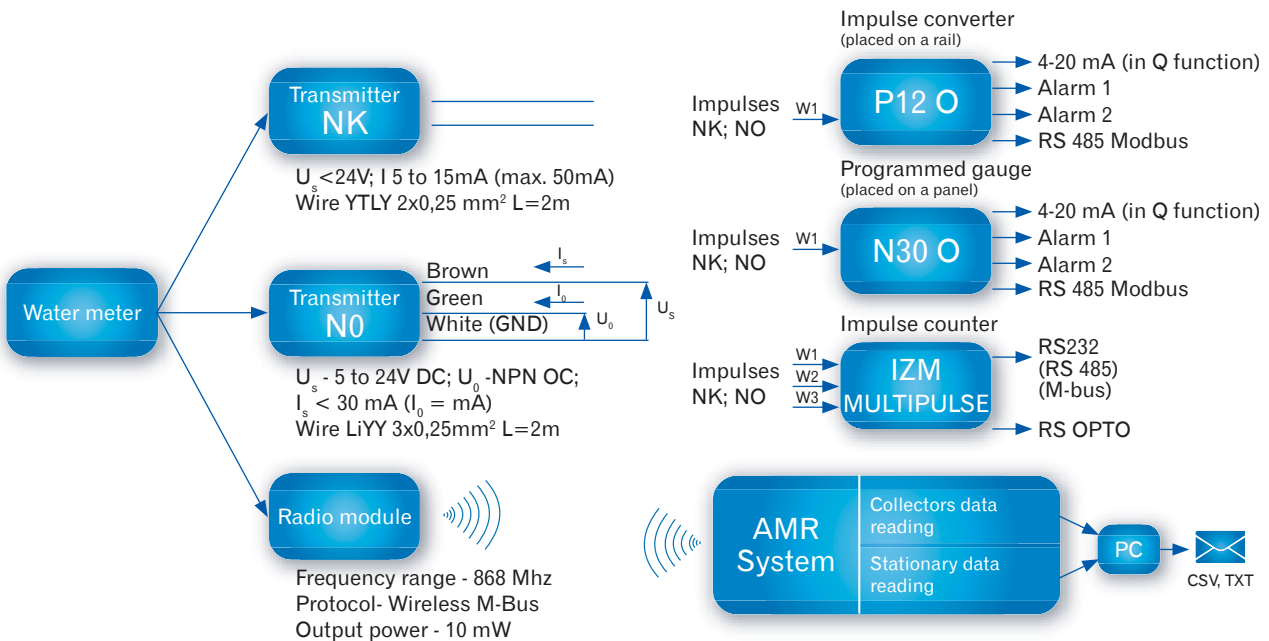 Water meter
Transmitter
NK
U_s <24V; I 5 to 15mA (max. 50mA)
Wire YTLY 2x0,25 mm² L=2m
Transmitter
N0
Brown
Green
White (GND)
I_s
I₀
U₀
U_s
U_s - 5 to 24V DC; U₀ -NPN OC;
I_s < 30 mA (I₀ = mA)
Wire LiYY 3x0,25mm² L=2m
Radio module
Frequency range - 868 Mhz
Protocol- Wireless M-Bus
Output power - 10 mW
Impulse converter
(placed on a rail)
Impulses
NK; NO
W1
P12 O
4-20 mA (in Q function)
Alarm 1
Alarm 2
RS 485 Modbus
Programmed gauge
(placed on a panel)
Impulses
NK; NO
W1
N30 O
4-20 mA (in Q function)
Alarm 1
Alarm 2
RS 485 Modbus
Impulse counter
Impulses
NK; NO
W1
W2
W3
IZM
MULTIPULSE
RS232
(RS 485)
(M-bus)
RS OPTO
AMR
System
Collectors data
reading
Stationary data
reading
PC
CSV, TXT